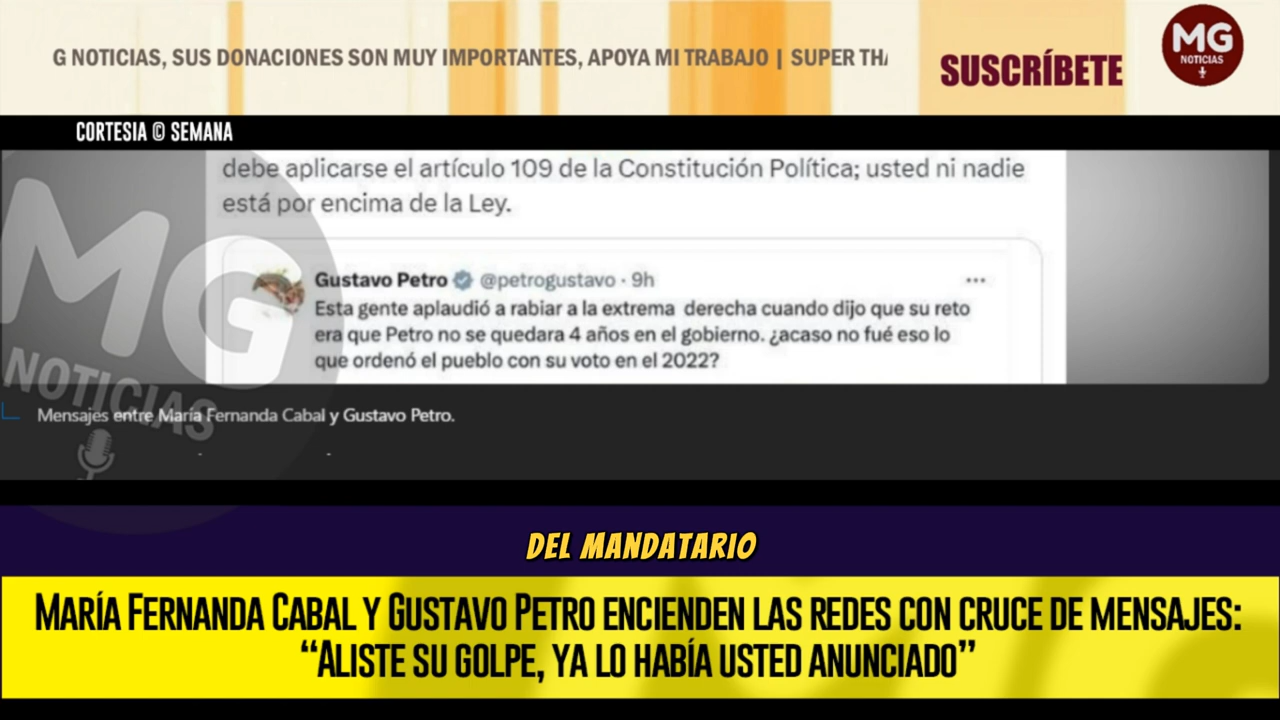 G NOTICIAS, SUS DONACIONES SON MUY IMPORTANTES, APOYA MI TRABAJO | SUPER
SUSCRÍBETE
MG
NOTICIAS
CORTESIA © SEMANA
debe aplicarse el artículo 109 de la Constitución Política; usted ni nadie
está por encima de la Ley.
Gustavo Petro @petrogustavo · 9h
Esta gente aplaudió a rabiar a la extrema derecha cuando dijo que su reto
era que Petro no se quedara 4 años en el gobierno. ¿acaso no fué eso lo
que ordenó el pueblo con su voto en el 2022?
MG
NOTICIAS
Mensajes entre María Fernanda Cabal y Gustavo Petro.
DEL MANDATARIO
MARÍA FERNANDA CABAL Y GUSTAVO PETRO ENCIENDEN LAS REDES CON CRUCE DE MENSAJES:
“ALISTE SU GOLPE, YA LO HABÍA USTED ANUNCIADO”